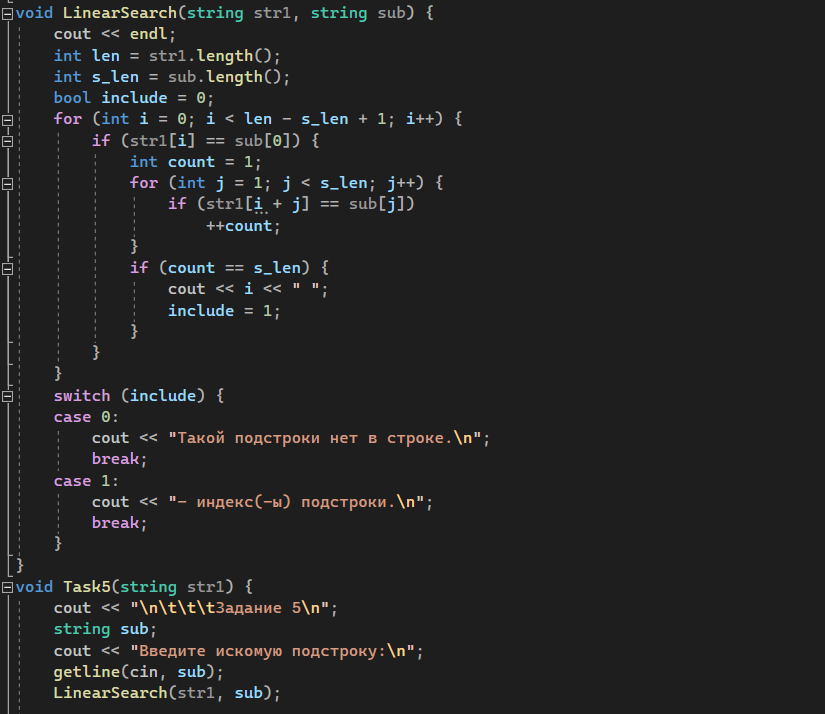 void LinearSearch(string str1, string sub) {
    cout << endl;
    int len = str1.length();
    int s_len = sub.length();
    bool include = 0;
    for (int i = 0; i < len - s_len + 1; i++) {
        if (str1[i] == sub[0]) {
            int count = 1;
            for (int j = 1; j < s_len; j++) {
                if (str1[i + j] == sub[j])
                    ++count;
            }
            if (count == s_len) {
                cout << i << " ";
                include = 1;
            }
        }
    }
    switch (include) {
    case 0:
        cout << "Такой подстроки нет в строке.\n";
        break;
    case 1:
        cout << "- индекс(-ы) подстроки.\n";
        break;
    }
}
void Task5(string str1) {
    cout << "\n\t\t\tЗадание 5\n";
    string sub;
    cout << "Введите искомую подстроку:\n";
    getline(cin, sub);
    LinearSearch(str1, sub);